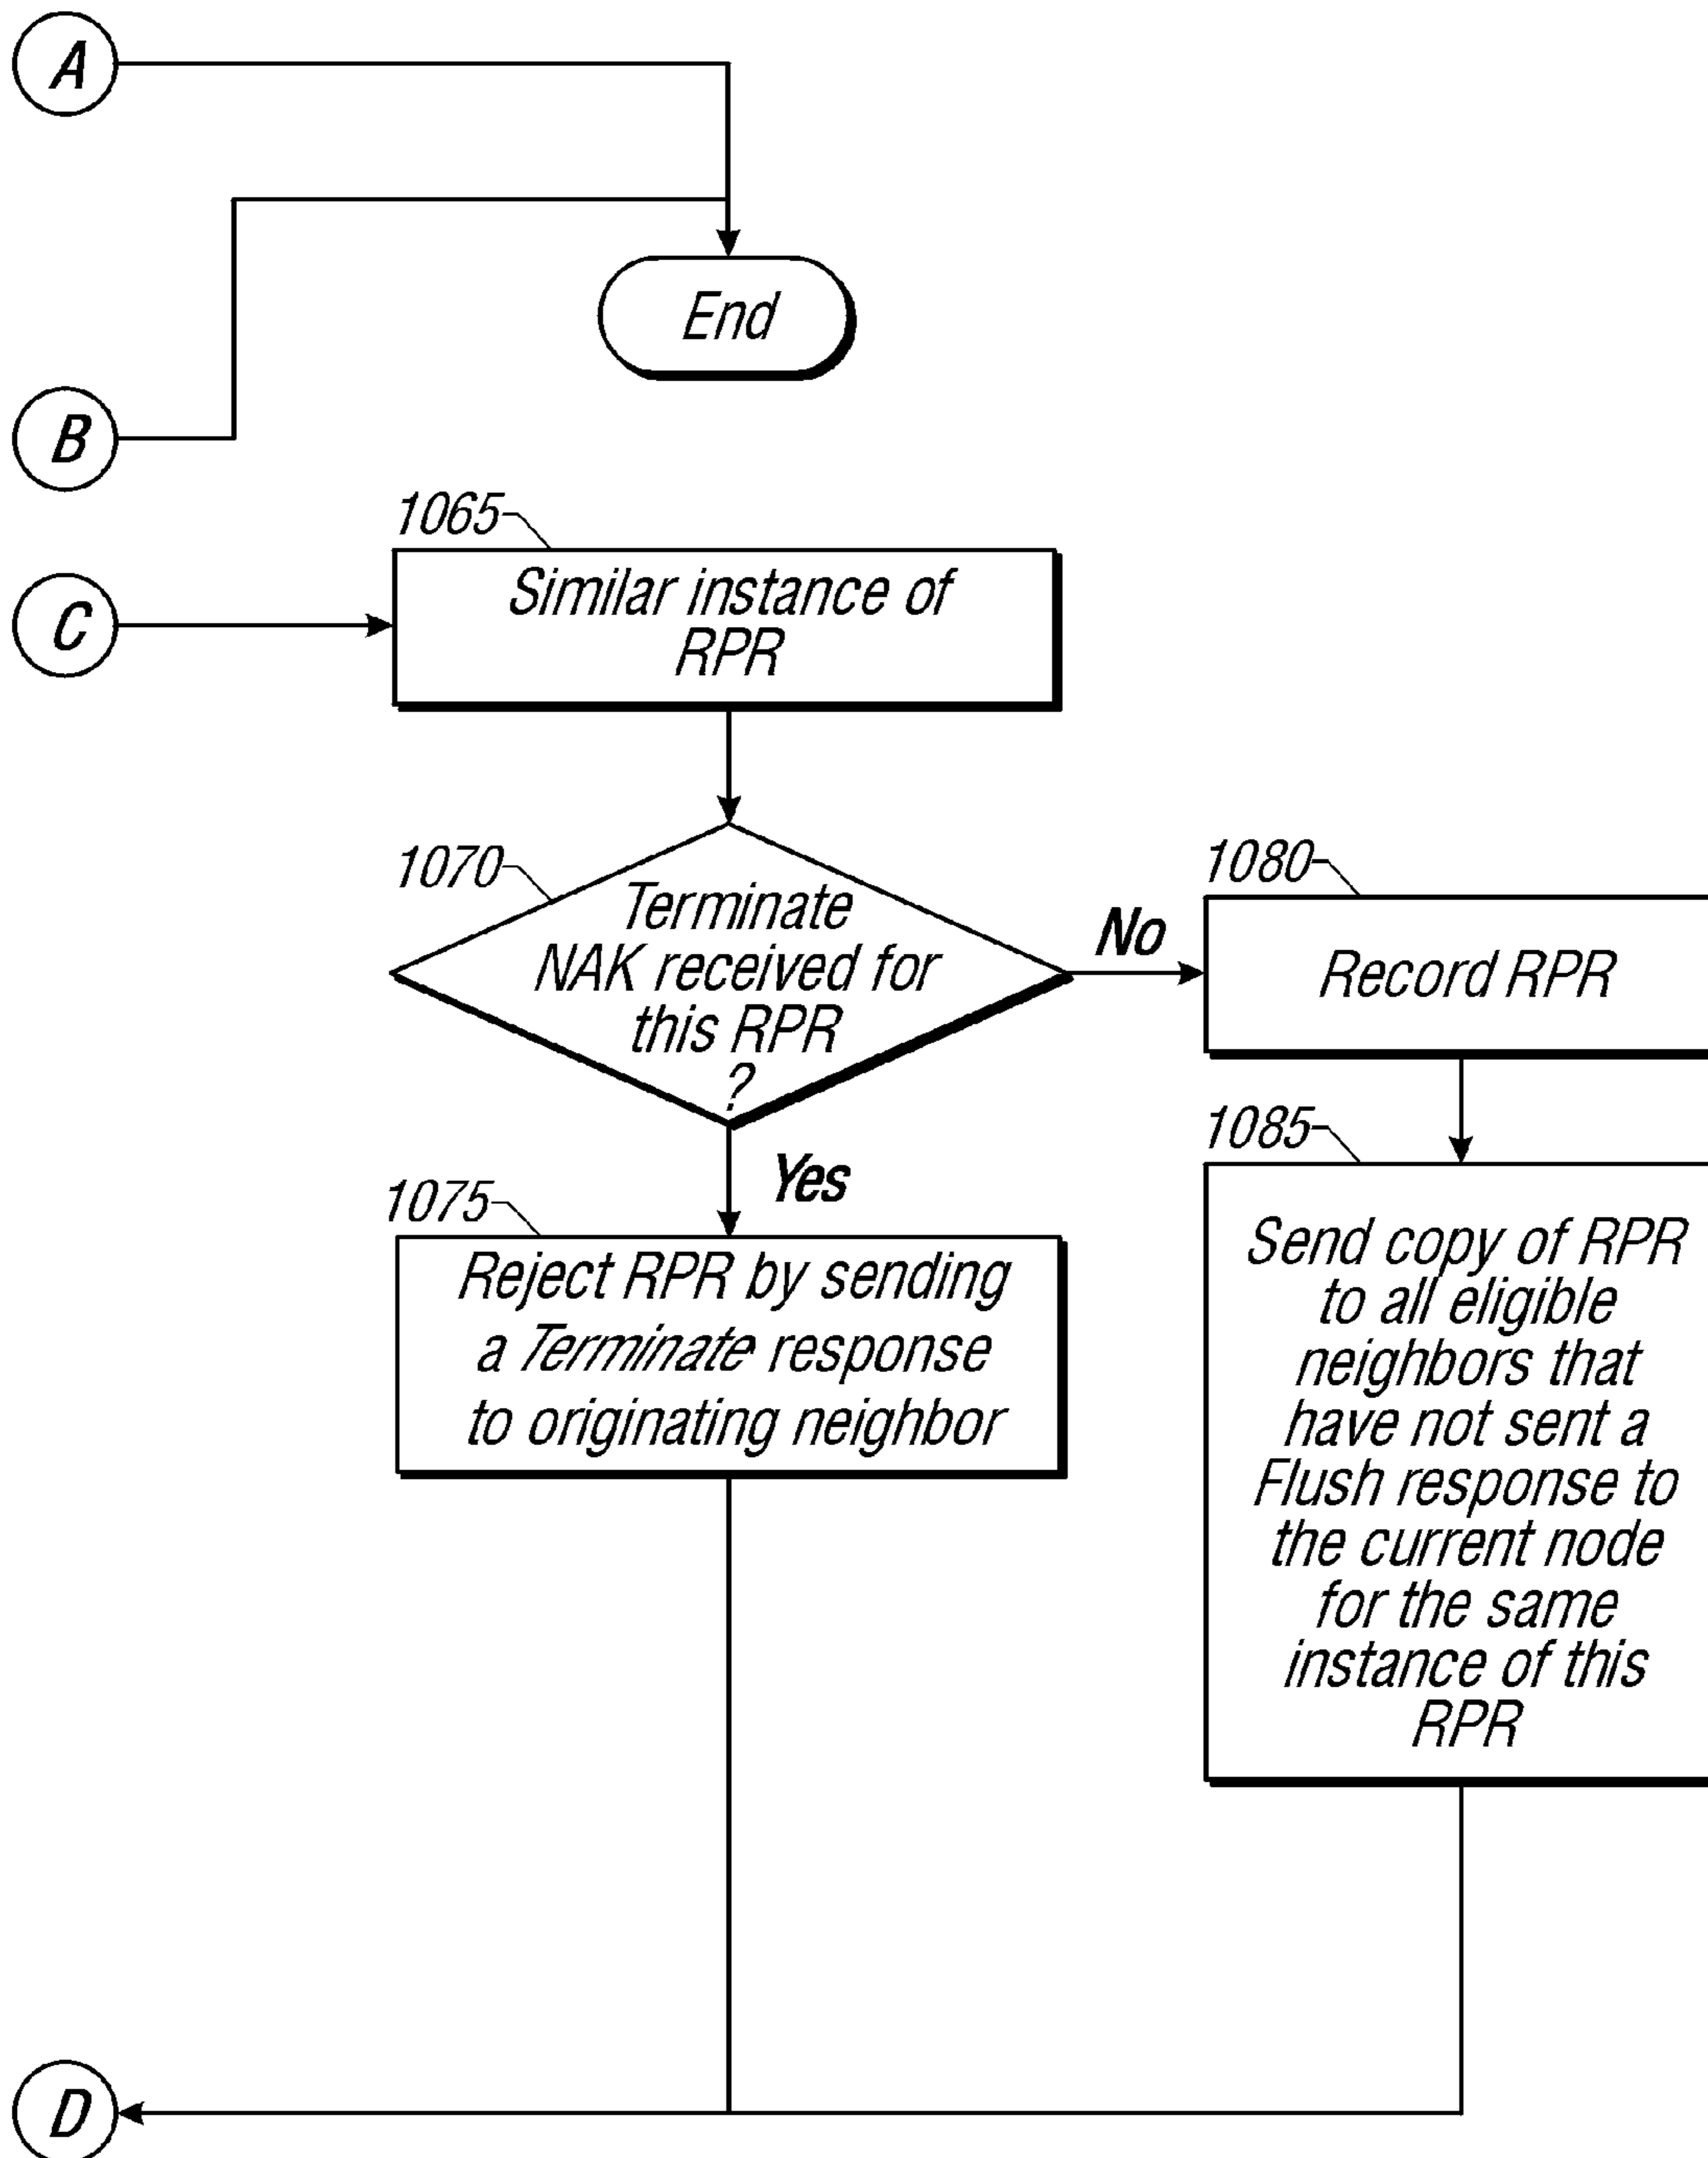 A
End
B
1065
C
Similar instance of
RPR
1070
Terminate
NAK received for
this RPR
?
No
1080
Record RPR
Yes
1075
Reject RPR by sending
a Terminate response
to originating neighbor
1085
Send copy of RPR
to all eligible
neighbors that
have not sent a
Flush response to
the current node
for the same
instance of this
RPR
D